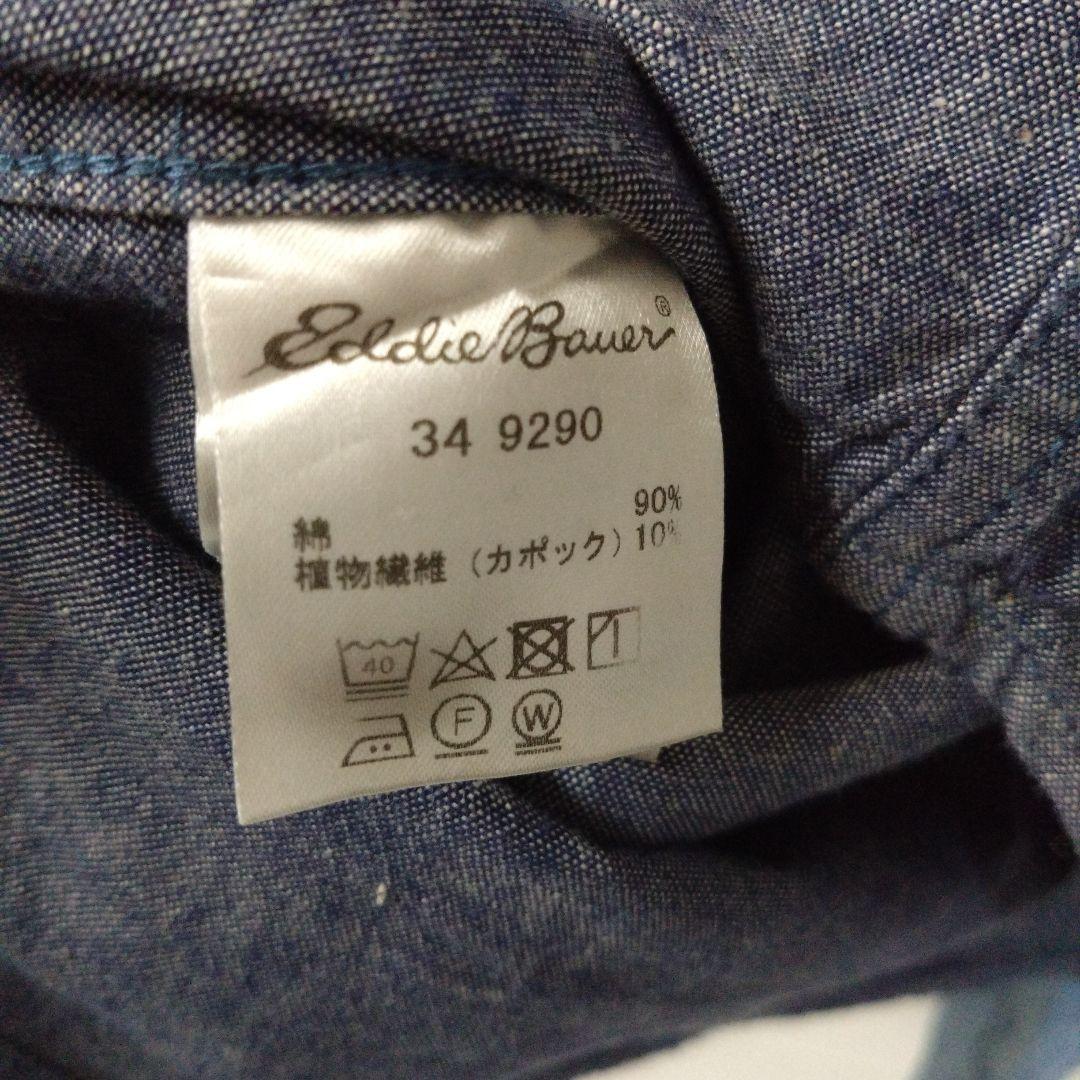 Eddie Bauer®
34 9290
綿 90%
植物繊維 (カポック) 10%
40
F W